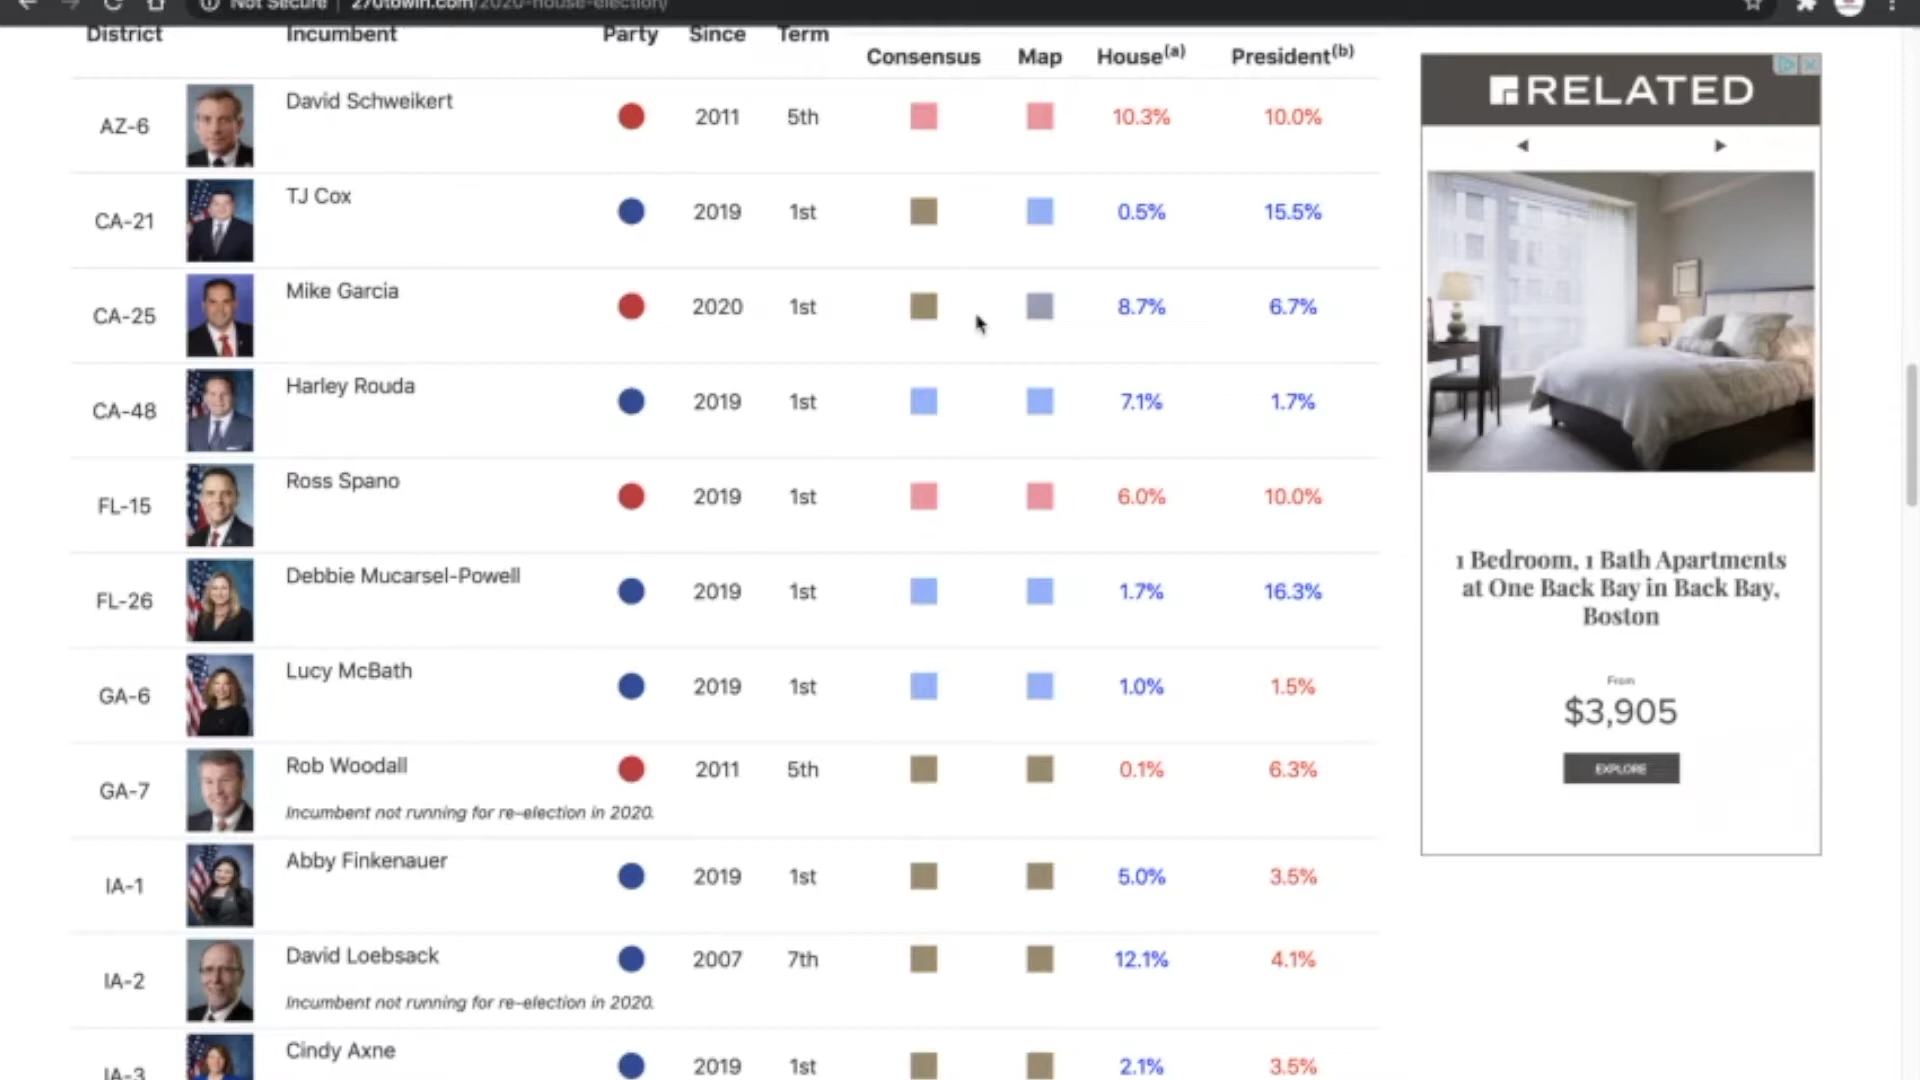 Not Secure | 270towin.com/2020-house-election/
District Incumbent Party Since Term
Consensus Map House(a) President(b)
AZ-6 David Schweikert 2011 5th 10.3% 10.0%
CA-21 TJ Cox 2019 1st 0.5% 15.5%
CA-25 Mike Garcia 2020 1st 8.7% 6.7%
CA-48 Harley Rouda 2019 1st 7.1% 1.7%
FL-15 Ross Spano 2019 1st 6.0% 10.0%
FL-26 Debbie Mucarsel-Powell 2019 1st 1.7% 16.3%
GA-6 Lucy McBath 2019 1st 1.0% 1.5%
GA-7 Rob Woodall 2011 5th 0.1% 6.3%
Incumbent not running for re-election in 2020.
IA-1 Abby Finkenauer 2019 1st 5.0% 3.5%
IA-2 David Loebsack 2007 7th 12.1% 4.1%
Incumbent not running for re-election in 2020.
IA-3 Cindy Axne 2019 1st 2.1% 3.5%
RELATED
1 Bedroom, 1 Bath Apartments
at One Back Bay in Back Bay,
Boston
From
$3,905
EXPLORE